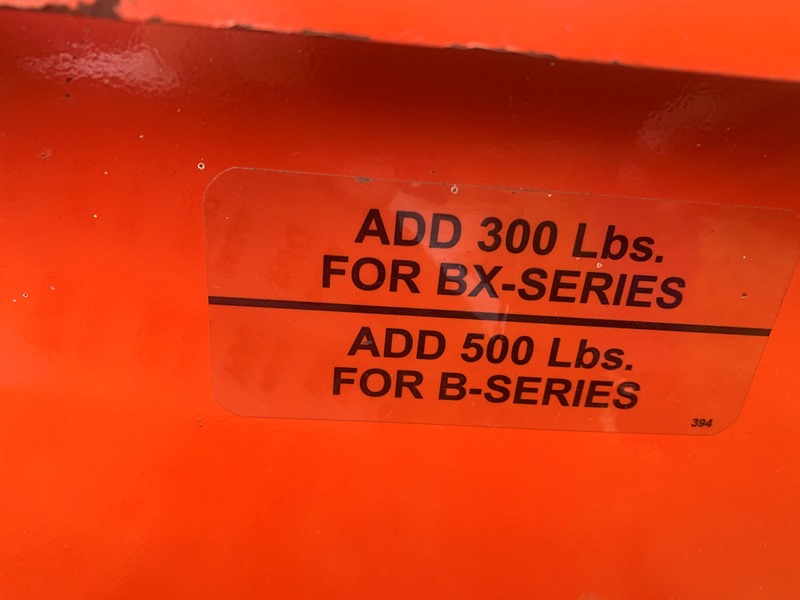 ADD 300 Lbs.
FOR BX-SERIES
ADD 500 Lbs.
FOR B-SERIES
394